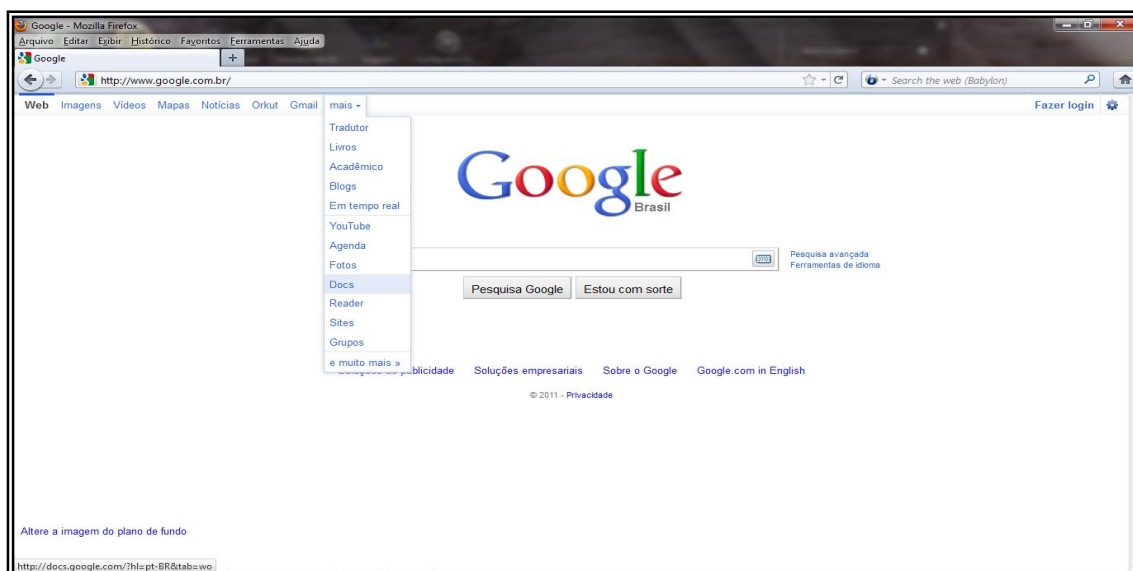 Google - Mozilla Firefox
Arquivo Editar Exibir Histórico Favoritos Ferramentas Ajuda
Google
http://www.google.com.br/
Search the web (Babylon)
Web Imagens Vídeos Mapas Notícias Orkut Gmail mais Fazer login
Tradutor
Livros
Acadêmico
Blogs
Em tempo real
YouTube
Agenda
Fotos
Docs
Reader
Sites
Grupos
e muito mais »
Google
Brasil
Pesquisa avançada
Ferramentas de idioma
Pesquisa Google Estou com sorte
Soluções empresariais Sobre o Google Google.com in English
© 2011 - Privacidade
Altere a imagem do plano de fundo
http://docs.google.com/?hl=pt-BR&tab=wo